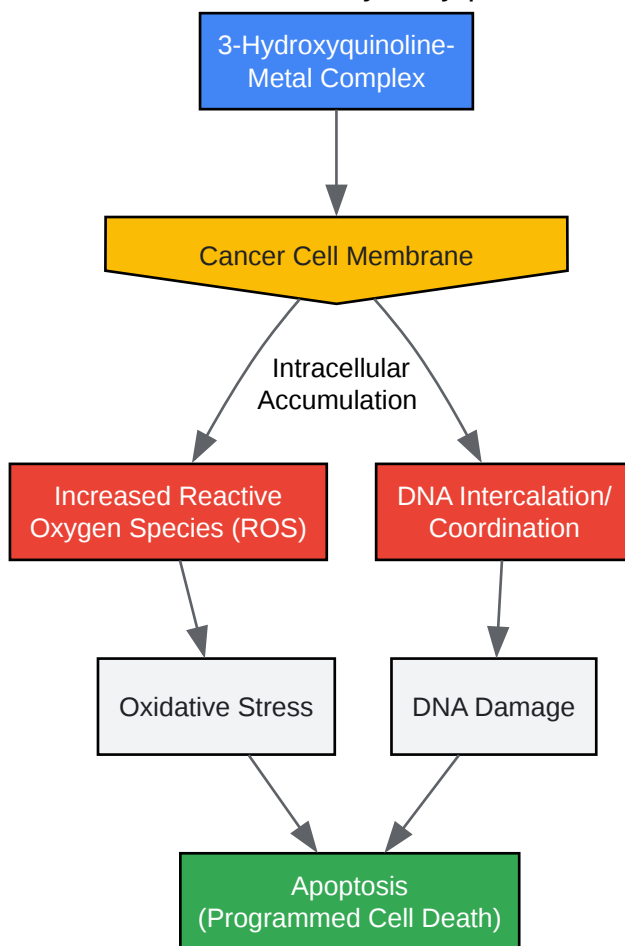 3-Hydroxyquinoline-
Metal Complex
Cancer Cell Membrane
Intracellular
Accumulation
Increased Reactive
Oxygen Species (ROS)
DNA Intercalation/
Coordination
Oxidative Stress
DNA Damage
Apoptosis
(Programmed Cell Death)